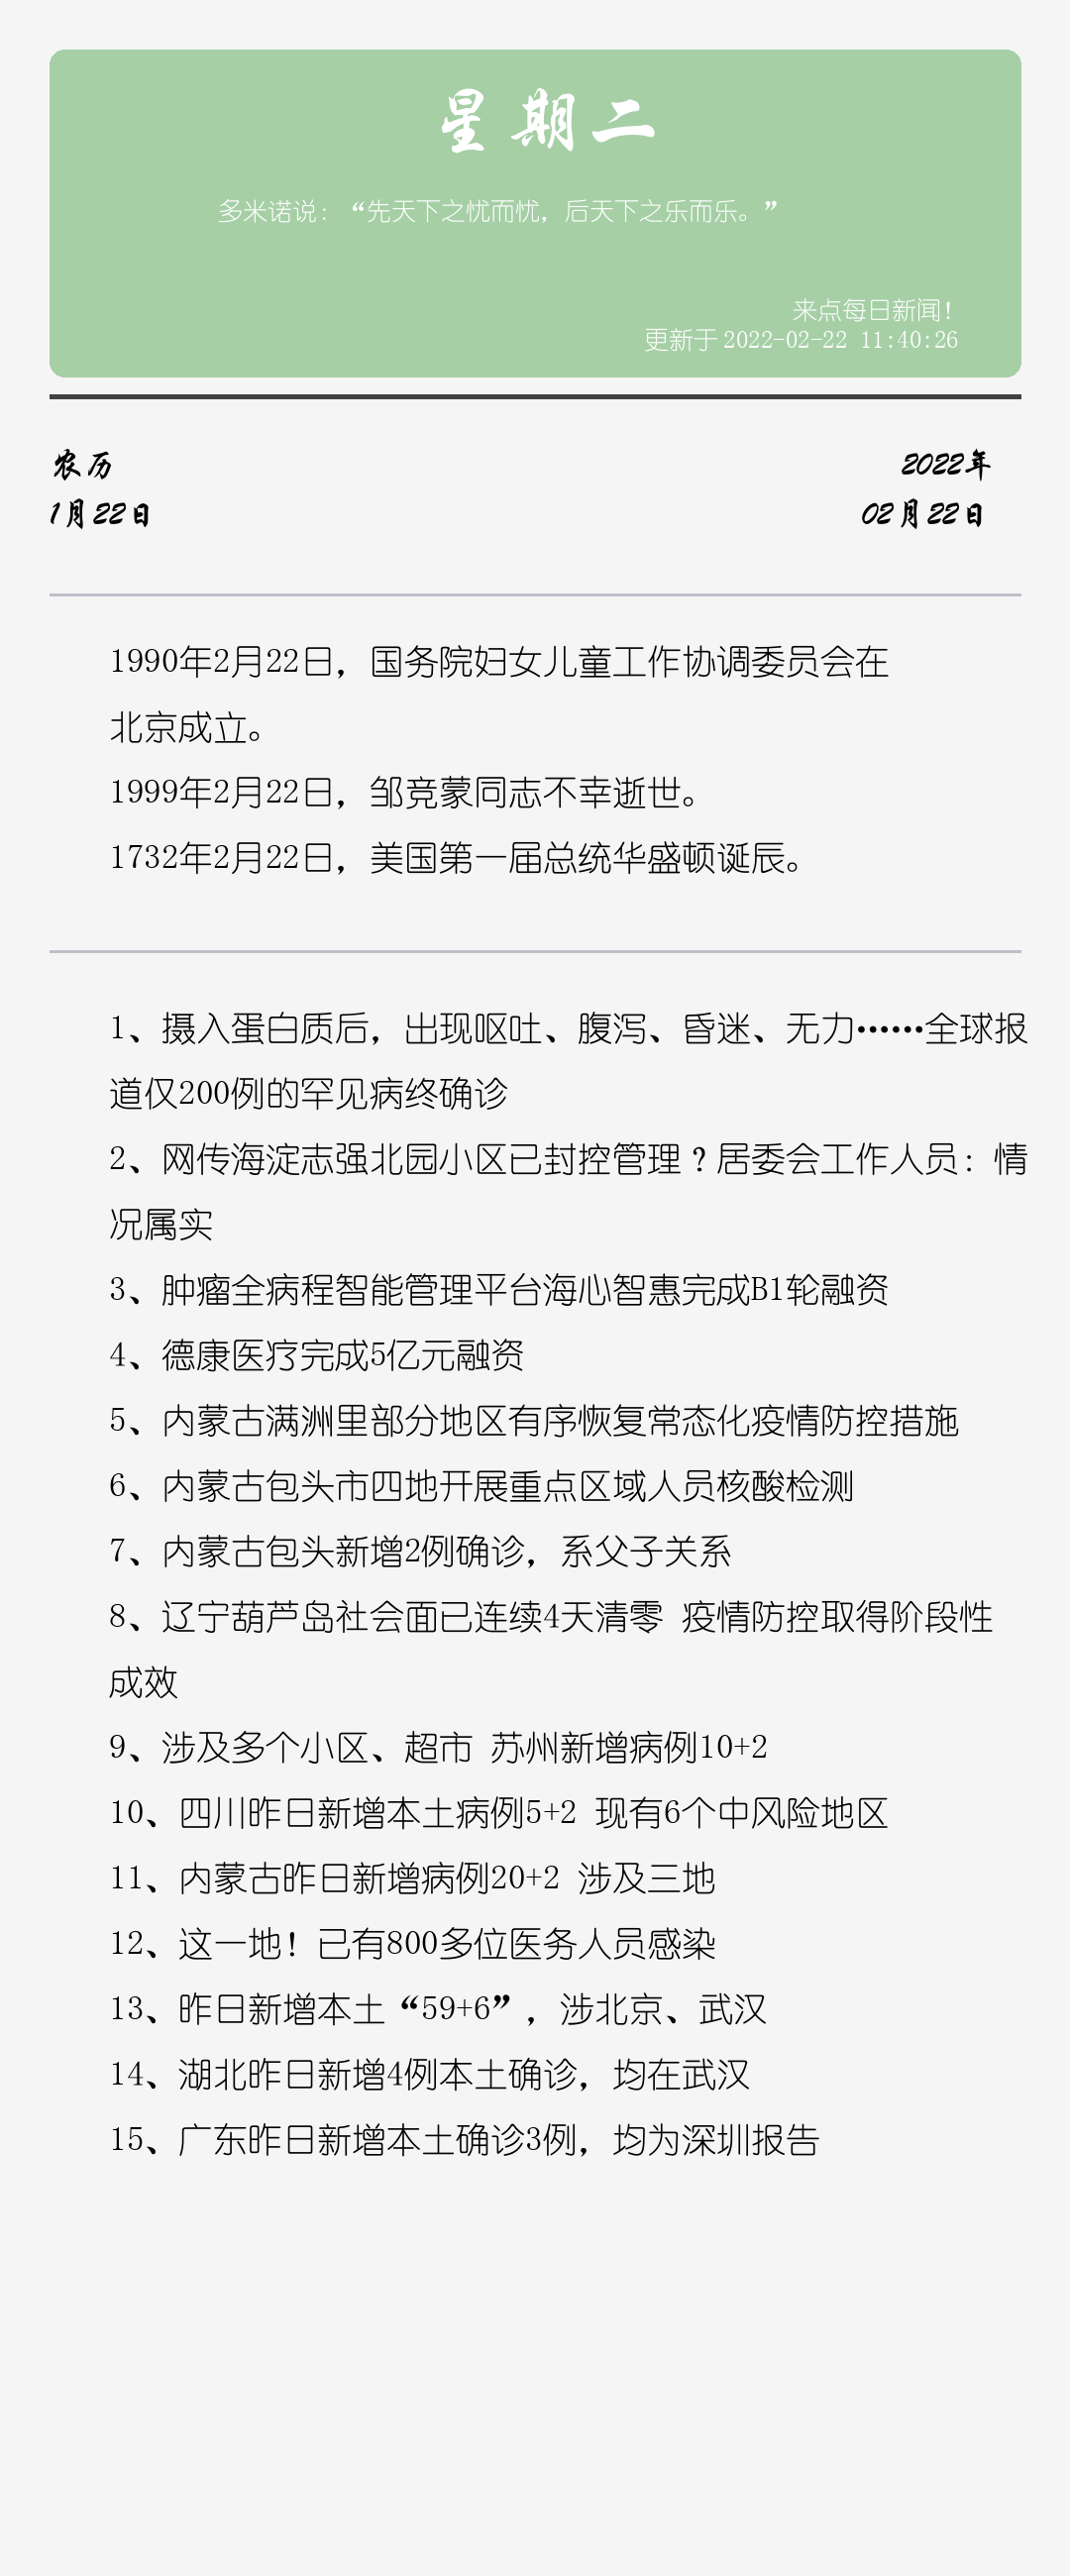 星期二
多米诺说：“先天下之忧而忧，后天下之乐而乐。”
来点每日新闻！
更新于 2022-02-22 11:40:26
农历
2022年
1月22日
02月22日
1990年2月22日，国务院妇女儿童工作协调委员会在
北京成立。
1999年2月22日，邹竞蒙同志不幸逝世。
1732年2月22日，美国第一届总统华盛顿诞辰。
1、摄入蛋白质后，出现呕吐、腹泻、昏迷、无力……全球报
道仅200例的罕见病终确诊
2、网传海淀志强北园小区已封控管理？居委会工作人员：情
况属实
3、肿瘤全病程智能管理平台海心智惠完成B1轮融资
4、德康医疗完成5亿元融资
5、内蒙古满洲里部分地区有序恢复常态化疫情防控措施
6、内蒙古包头市四地开展重点区域人员核酸检测
7、内蒙古包头新增2例确诊，系父子关系
8、辽宁葫芦岛社会面已连续4天清零 疫情防控取得阶段性
成效
9、涉及多个小区、超市 苏州新增病例10+2
10、四川昨日新增本土病例5+2 现有6个中风险地区
11、内蒙古昨日新增病例20+2 涉及三地
12、这一地！已有800多位医务人员感染
13、昨日新增本土“59+6”，涉北京、武汉
14、湖北昨日新增4例本土确诊，均在武汉
15、广东昨日新增本土确诊3例，均为深圳报告